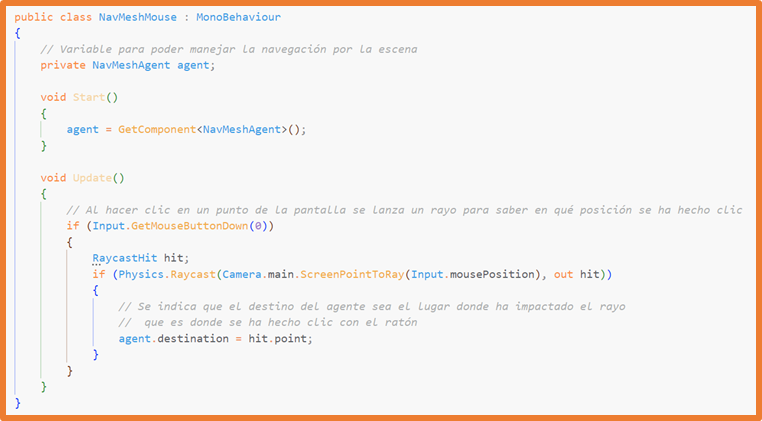 public class NavMeshMouse : MonoBehaviour
{
    // Variable para poder manejar la navegación por la escena
    private NavMeshAgent agent;

    void Start()
    {
        agent = GetComponent<NavMeshAgent>();
    }

    void Update()
    {
        // Al hacer clic en un punto de la pantalla se lanza un rayo para saber en qué posición se ha hecho clic
        if (Input.GetMouseButtonDown(0))
        {
            RaycastHit hit;
            if (Physics.Raycast(Camera.main.ScreenPointToRay(Input.mousePosition), out hit))
            {
                // Se indica que el destino del agente sea el lugar donde ha impactado el rayo
                //  que es donde se ha hecho clic con el ratón
                agent.destination = hit.point;
            }
        }
    }
}